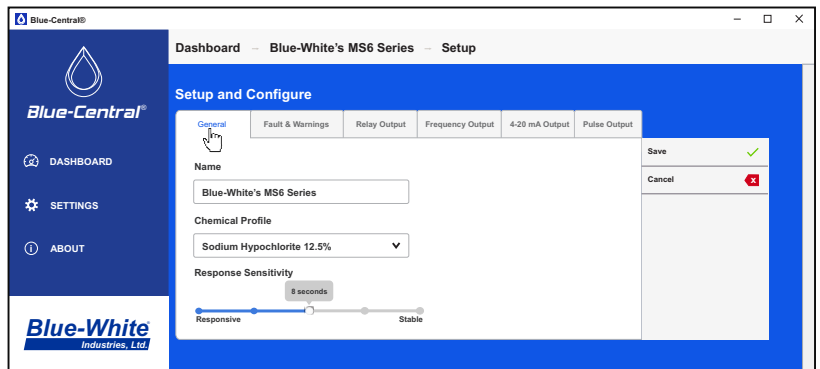 Blue-Central®
Dashboard – Blue-White's MS6 Series – Setup
Blue-Central®
DASHBOARD
SETTINGS
ABOUT
Blue-White®
Industries, Ltd.
Setup and Configure
General
Fault & Warnings
Relay Output
Frequency Output
4-20 mA Output
Pulse Output
Name
Blue-White's MS6 Series
Chemical Profile
Sodium Hypochlorite 12.5%
Response Sensitivity
8 seconds
Responsive
Stable
Save
Cancel